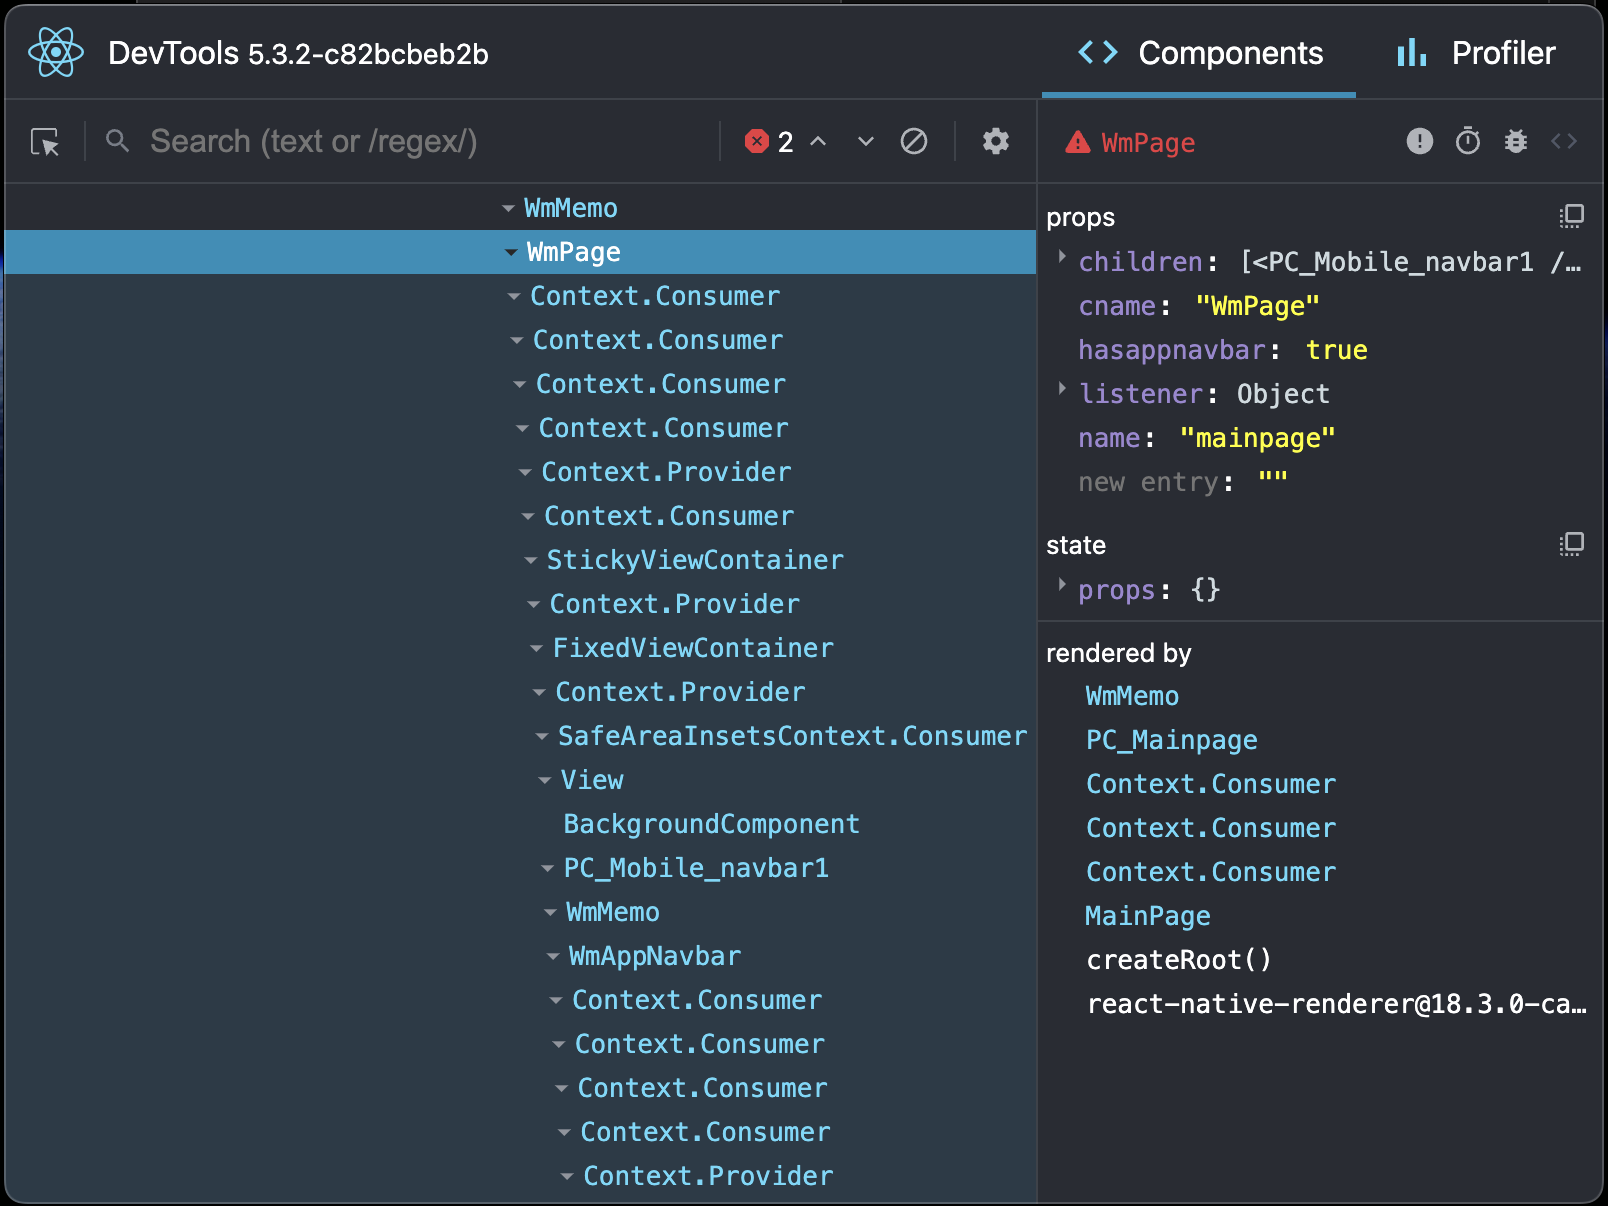 DevTools 5.3.2-c82bcbeb2b
Components
Profiler
Search (text or /regex/)
2
WmPage
WmMemo
WmPage
Context.Consumer
Context.Consumer
Context.Consumer
Context.Consumer
Context.Provider
Context.Consumer
StickyViewContainer
Context.Provider
FixedViewContainer
Context.Provider
SafeAreaInsetsContext.Consumer
View
BackgroundComponent
PC_Mobile_navbar1
WmMemo
WmAppNavbar
Context.Consumer
Context.Consumer
Context.Consumer
Context.Consumer
Context.Provider
props
children: [<PC_Mobile_navbar1 /…
cname: "WmPage"
hasappnavbar: true
listener: Object
name: "mainpage"
new entry: ""
state
props: {}
rendered by
WmMemo
PC_Mainpage
Context.Consumer
Context.Consumer
Context.Consumer
MainPage
createRoot()
react-native-renderer@18.3.0-ca…